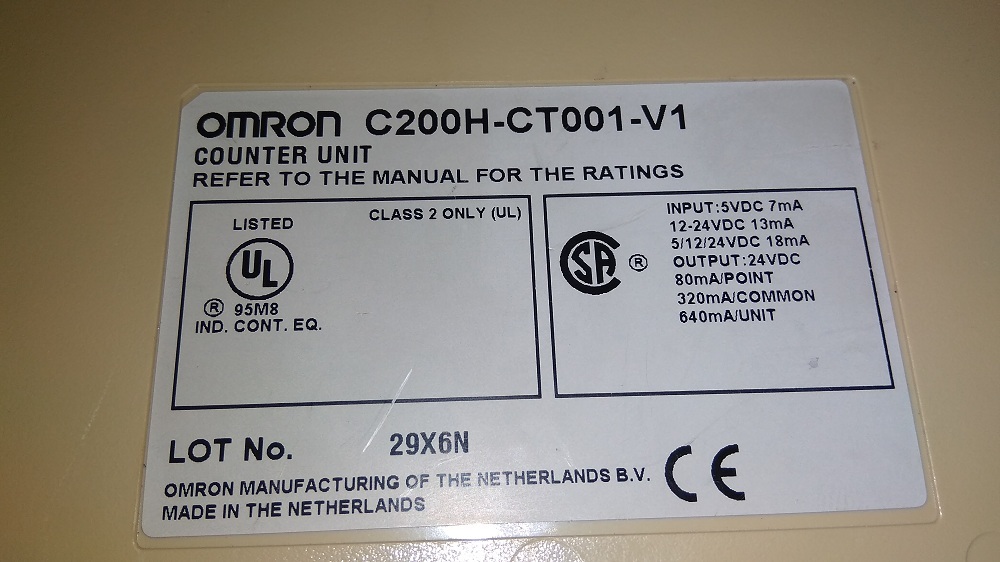 OMRON C200H-CT001-V1
COUNTER UNIT
REFER TO THE MANUAL FOR THE RATINGS
LISTED
CLASS 2 ONLY (UL)
UL
® 95M8
IND. CONT. EQ.
CSA ®
INPUT:5VDC 7mA
12-24VDC 13mA
5/12/24VDC 18mA
OUTPUT:24VDC
80mA/POINT
320mA/COMMON
640mA/UNIT
LOT No. 29X6N
OMRON MANUFACTURING OF THE NETHERLANDS B.V.
MADE IN THE NETHERLANDS
CE